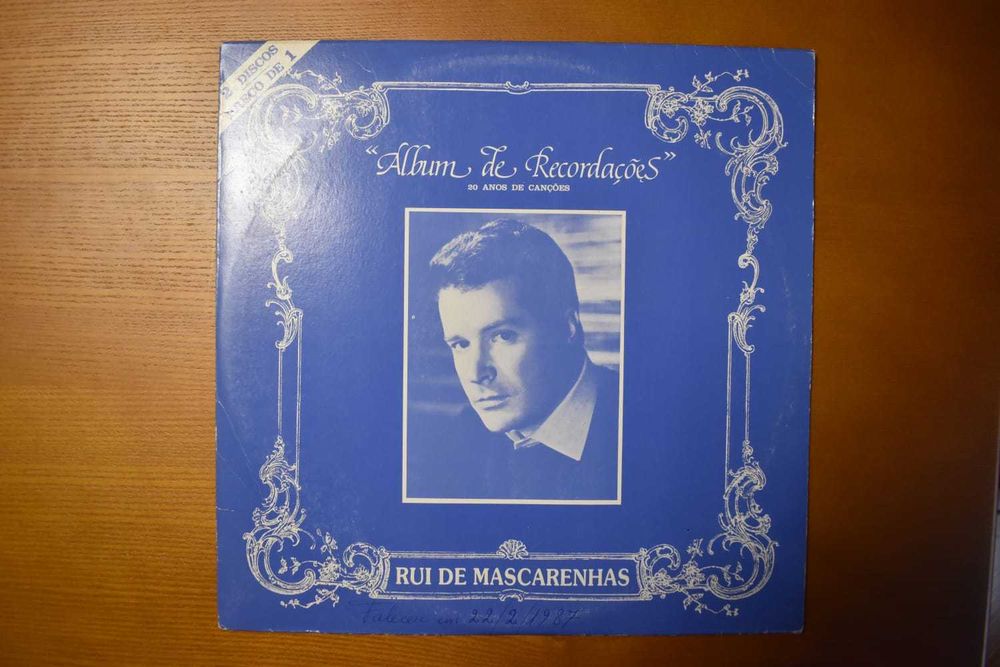 2 DISCOS
PREÇO DE 1
"Album de Recordações"
20 ANOS DE CANÇÕES
RUI DE MASCARENHAS
Faleceu em 22/2/1987